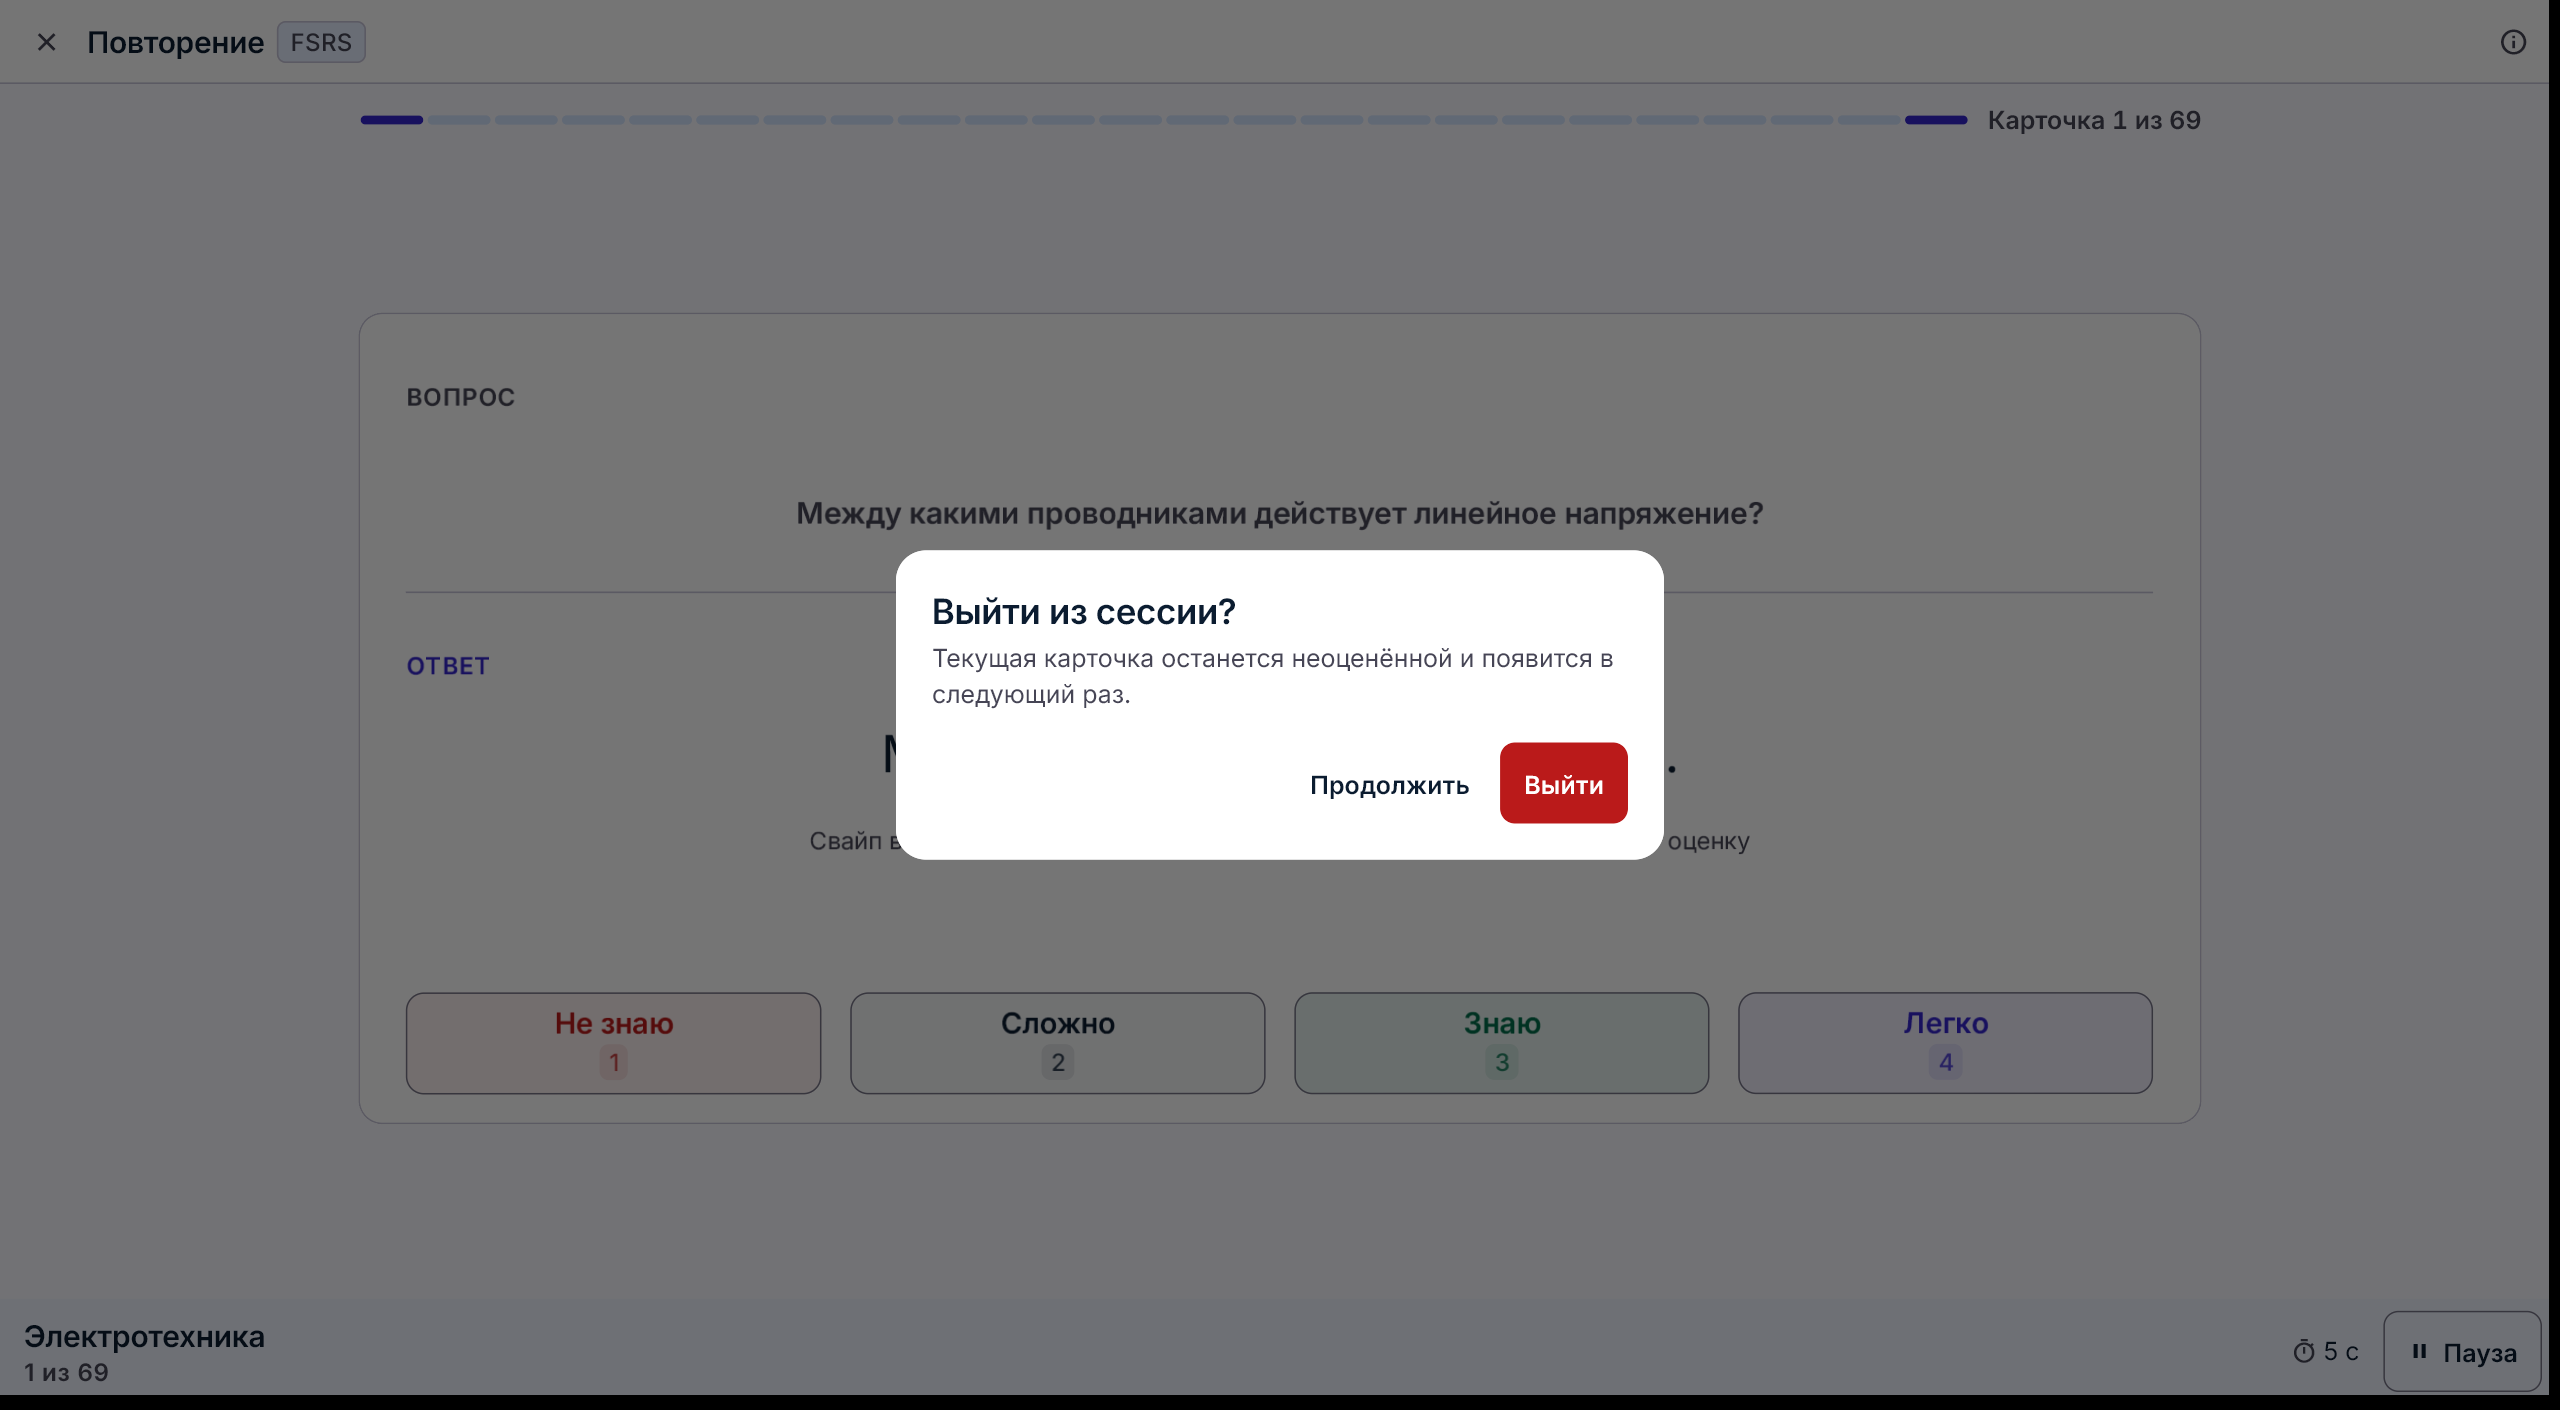 Повторение FSRS
Карточка 1 из 69
ВОПРОС
Между какими проводниками действует линейное напряжение?
Выйти из сессии?
Текущая карточка останется неоценённой и появится в
следующий раз.
ОТВЕТ
Продолжить Выйти
Свайп оценку
Не знаю Сложно Знаю Легко
1 2 3 4
Электротехника
1 из 69
5 с
Пауза